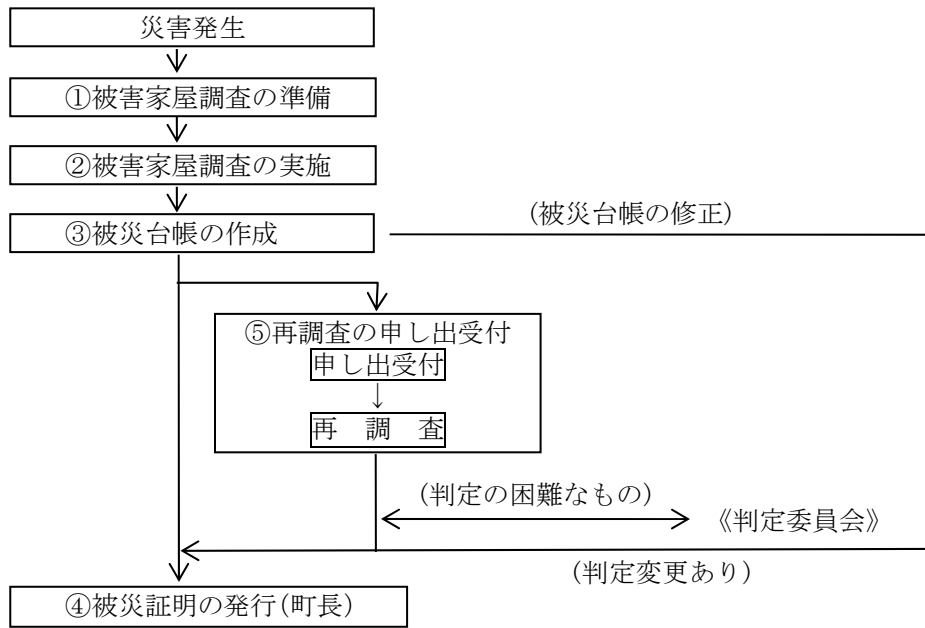 災害発生
①被害家屋調査の準備
②被害家屋調査の実施
(被災台帳の修正)
③被災台帳の作成
⑤再調査の申し出受付
申し出受付
↓
再　調　査
(判定の困難なもの)
《判定委員会》
(判定変更あり)
④被災証明の発行(町長)